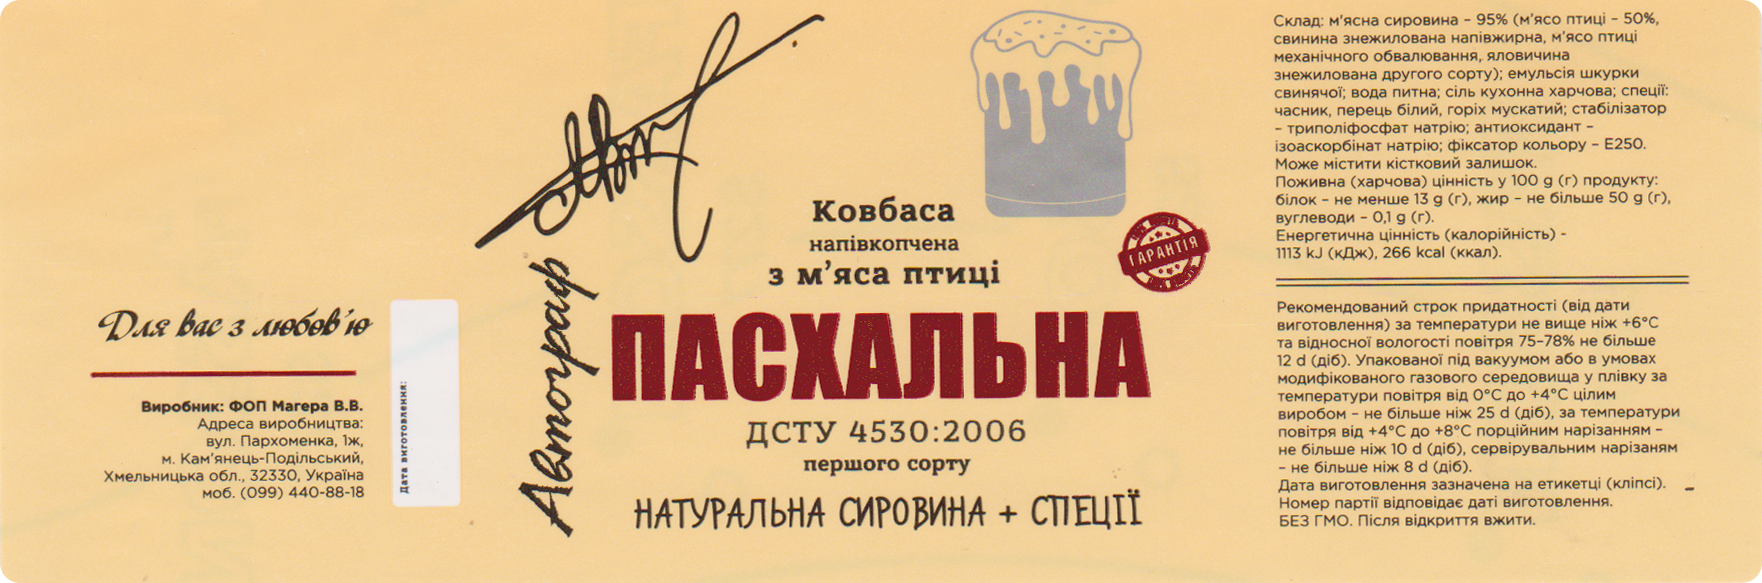 Для вас з любов'ю
Виробник: ФОП Магера В.В.
Адреса виробництва:
вул. Пархоменка, 1ж,
м. Кам'янець-Подільський,
Хмельницька обл., 32330, Україна
моб. (099) 440-88-18
Дата виготовлення:
Автограф
Ковбаса
напівкопчена
з м'яса птиці
ГАРАНТІЯ
ПАСХАЛЬНА
ДСТУ 4530:2006
першого сорту
НАТУРАЛЬНА СИРОВИНА + СПЕЦІЇ
Склад: м'ясна сировина – 95% (м'ясо птиці – 50%,
свинина знежилована напівжирна, м'ясо птиці
механічного обвалювання, яловичина
знежилована другого сорту); емульсія шкурки
свинячої; вода питна; сіль кухонна харчова; спеції:
часник, перець білий, горіх мускатий; стабілізатор
– триполіфосфат натрію; антиоксидант –
ізоаскорбінат натрію; фіксатор кольору – Е250.
Може містити кістковий залишок.
Поживна (харчова) цінність у 100 g (г) продукту:
білок – не менше 13 g (г), жир – не більше 50 g (г),
вуглеводи – 0,1 g (г).
Енергетична цінність (калорійність) -
1113 kJ (кДж), 266 kcal (ккал).
Рекомендований строк придатності (від дати
виготовлення) за температури не вище ніж +6°С
та відносної вологості повітря 75-78% не більше
12 d (діб). Упакованої під вакуумом або в умовах
модифікованого газового середовища у плівку за
температури повітря від 0°С до +4°С цілим
виробом – не більше ніж 25 d (діб), за температури
повітря від +4°С до +8°С порційним нарізанням –
не більше ніж 10 d (діб), сервірувальним нарізаням
– не більше ніж 8 d (діб).
Дата виготовлення зазначена на етикетці (кліпсі).
Номер партії відповідає даті виготовлення.
БЕЗ ГМО. Після відкриття вжити.